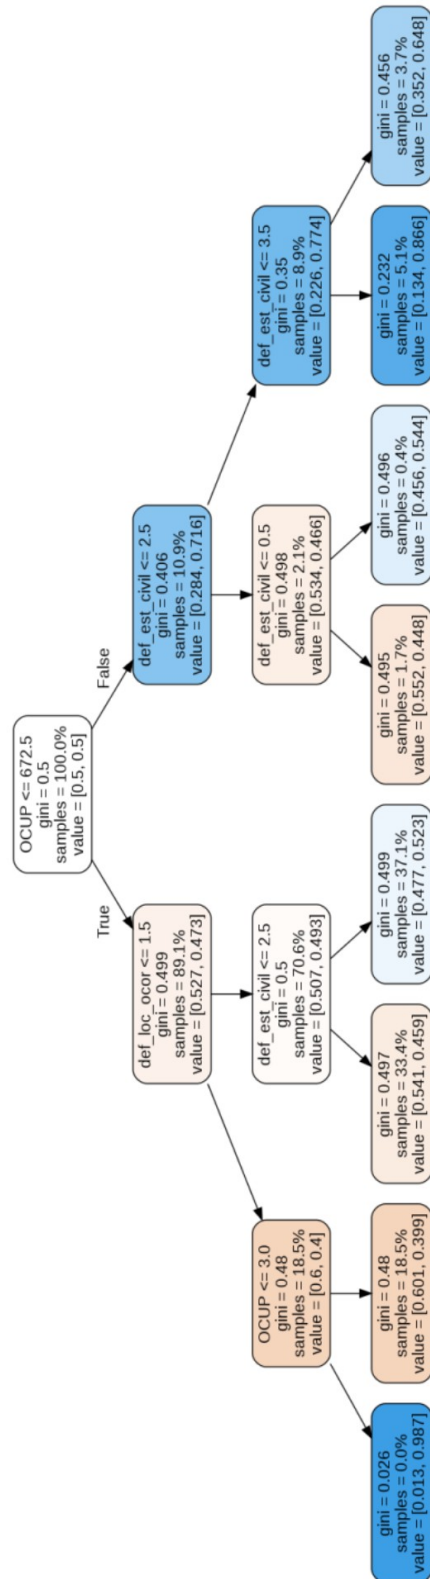 OCUP <= 672.5
gini = 0.5
samples = 100.0%
value = [0.5, 0.5]
True
False
def_loc_ocor <= 1.5
gini = 0.499
samples = 89.1%
value = [0.527, 0.473]
def_est_civil <= 2.5
gini = 0.406
samples = 10.9%
value = [0.284, 0.716]
OCUP <= 3.0
gini = 0.48
samples = 18.5%
value = [0.6, 0.4]
def_est_civil <= 2.5
gini = 0.5
samples = 70.6%
value = [0.507, 0.493]
def_est_civil <= 0.5
gini = 0.498
samples = 2.1%
value = [0.534, 0.466]
def_est_civil <= 3.5
gini = 0.35
samples = 8.9%
value = [0.226, 0.774]
gini = 0.026
samples = 0.0%
value = [0.013, 0.987]
gini = 0.48
samples = 18.5%
value = [0.601, 0.399]
gini = 0.497
samples = 33.4%
value = [0.541, 0.459]
gini = 0.499
samples = 37.1%
value = [0.477, 0.523]
gini = 0.495
samples = 1.7%
value = [0.552, 0.448]
gini = 0.496
samples = 0.4%
value = [0.456, 0.544]
gini = 0.232
samples = 5.1%
value = [0.134, 0.866]
gini = 0.456
samples = 3.7%
value = [0.352, 0.648]